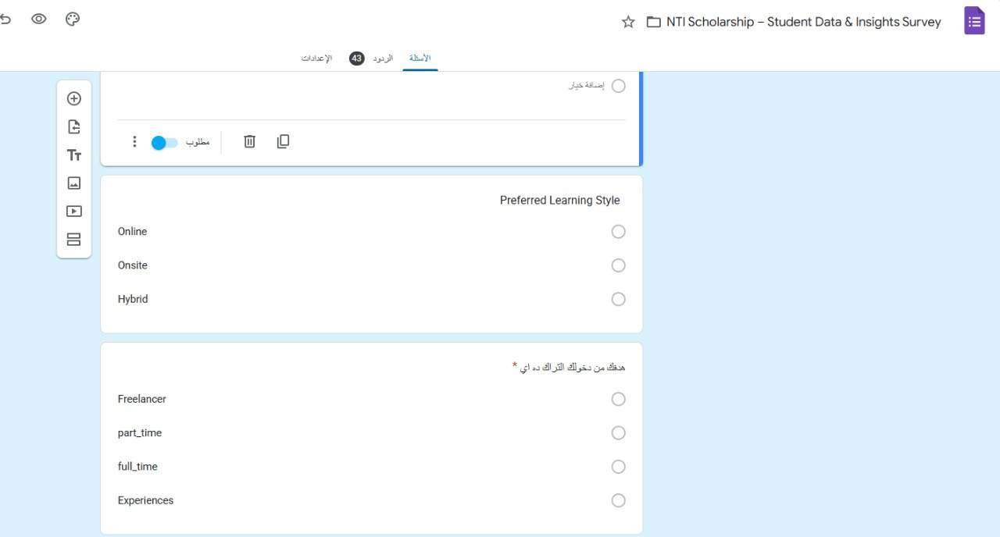 NTI Scholarship – Student Data & Insights Survey
الأسئلة
الردود 43
الإعدادات
إضافة خيار
مطلوب
Tт
Preferred Learning Style
Online
Onsite
Hybrid
هدفك من دخولك التراك ده اي *
Freelancer
part_time
full_time
Experiences